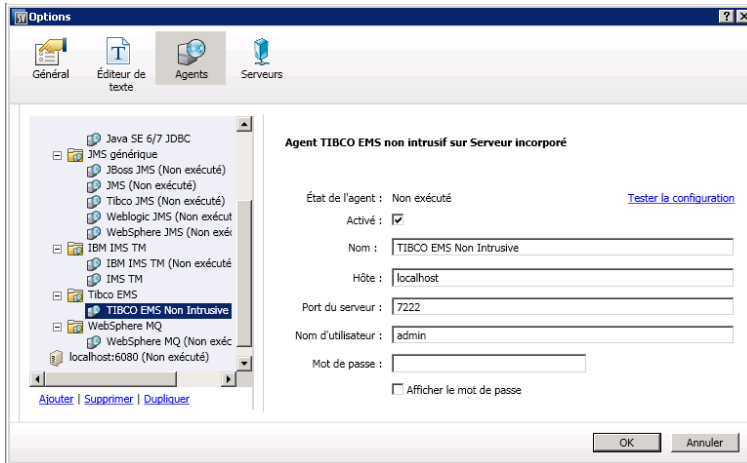 SV Options
Général
Éditeur de texte
Agents
Serveurs
Java SE 6/7 JDBC
JMS générique
JBoss JMS (Non exécuté)
JMS (Non exécuté)
Tibco JMS (Non exécuté)
Weblogic JMS (Non exécut
WebSphere JMS (Non exé
IBM IMS TM
IBM IMS TM (Non exécuté
IMS TM
Tibco EMS
TIBCO EMS Non Intrusive
WebSphere MQ
WebSphere MQ (Non exéc
localhost:6080 (Non exécuté)
Ajouter | Supprimer | Dupliquer
Agent TIBCO EMS non intrusif sur Serveur incorporé
État de l'agent : Non exécuté
Tester la configuration
Activé :
Nom : TIBCO EMS Non Intrusive
Hôte : localhost
Port du serveur : 7222
Nom d'utilisateur : admin
Mot de passe :
Afficher le mot de passe
OK
Annuler